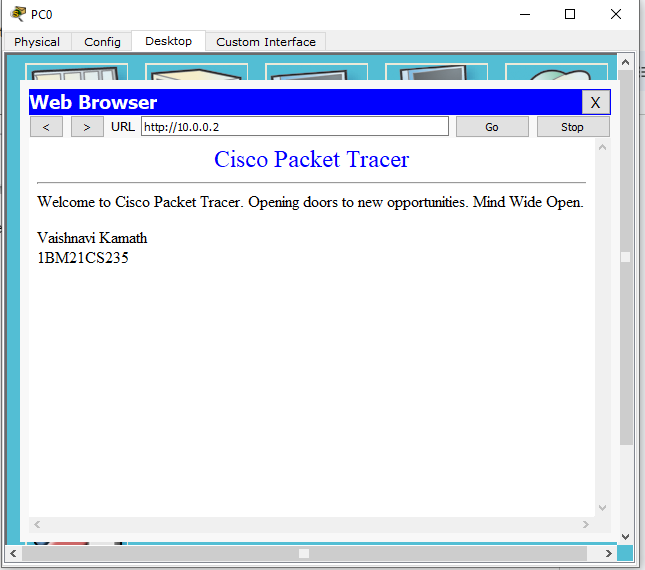 PC0
Physical Config Desktop Custom Interface
Web Browser X
< > URL http://10.0.0.2 Go Stop
Cisco Packet Tracer
Welcome to Cisco Packet Tracer. Opening doors to new opportunities. Mind Wide Open.
Vaishnavi Kamath
1BM21CS235